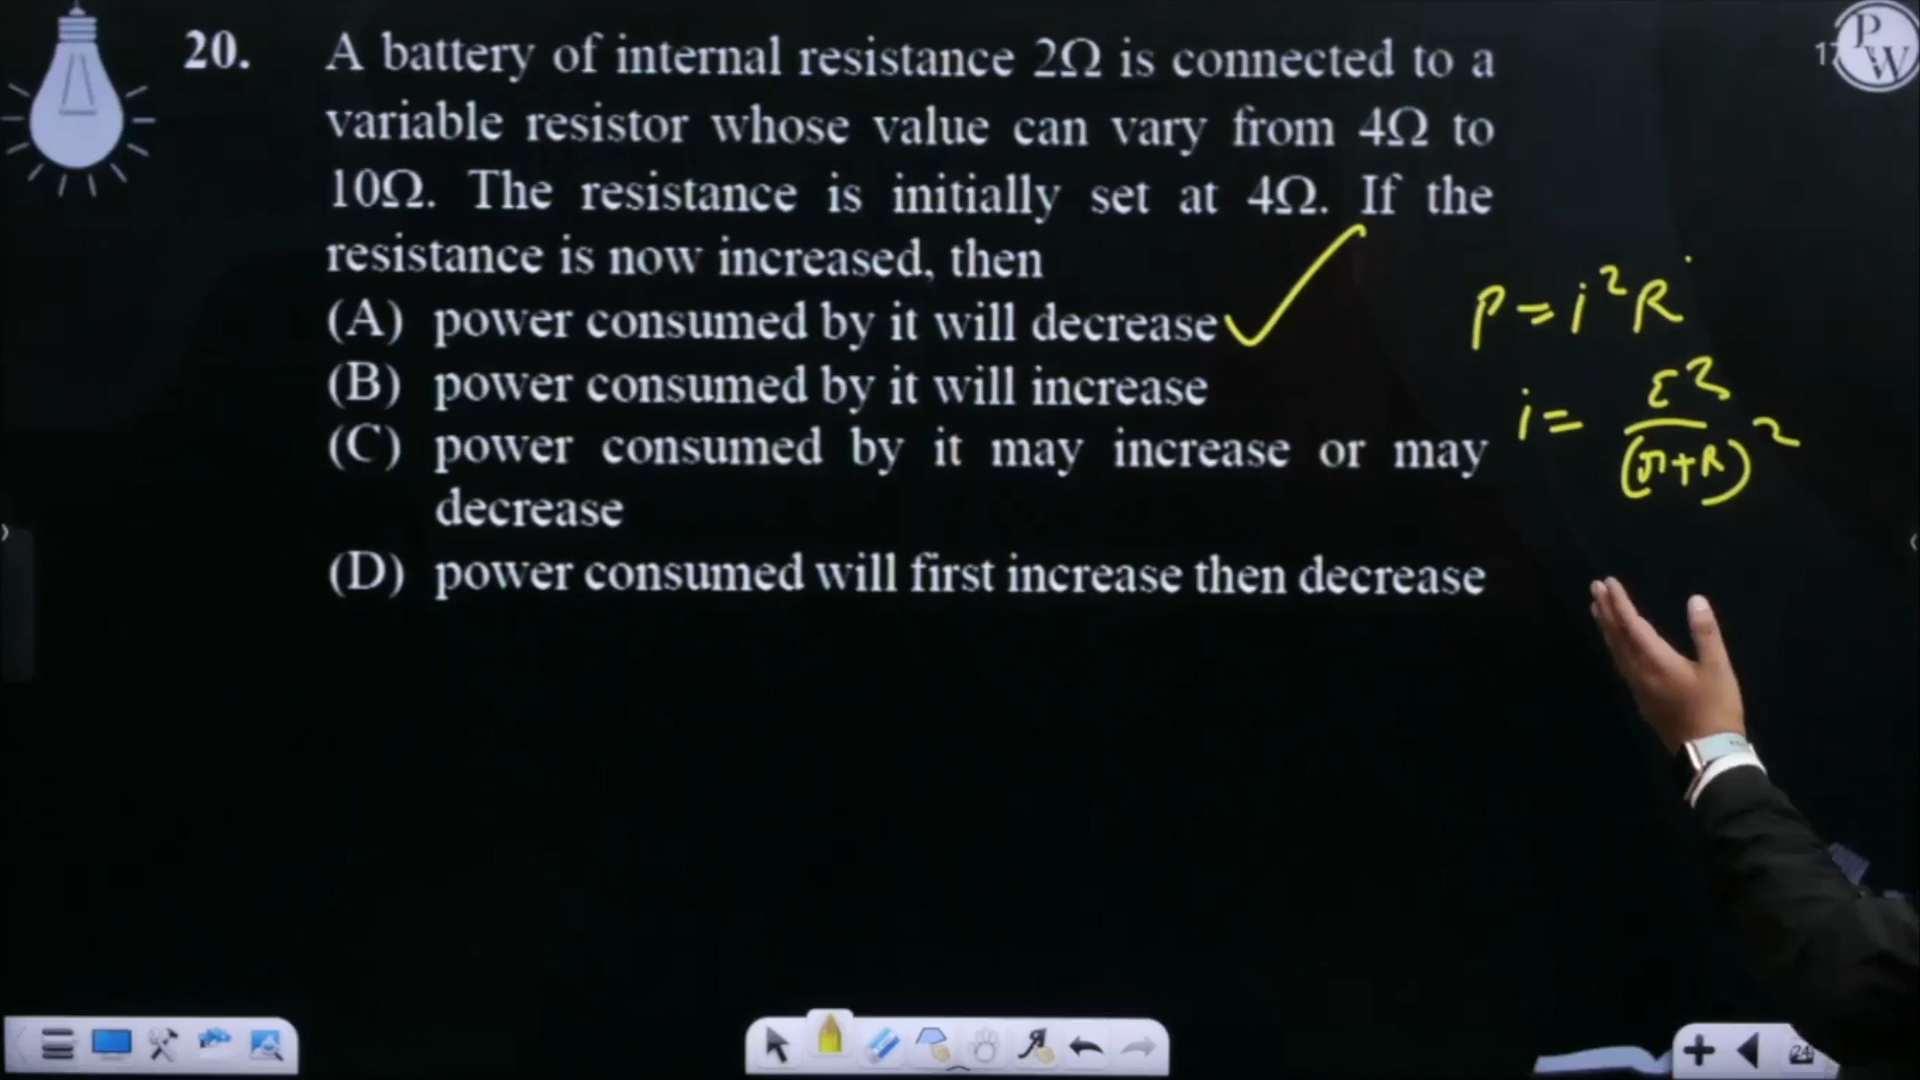 20. A battery of internal resistance 2Ω is connected to a
variable resistor whose value can vary from 4Ω to
10Ω. The resistance is initially set at 4Ω. If the
resistance is now increased, then
(A) power consumed by it will decrease
(B) power consumed by it will increase
(C) power consumed by it may increase or may
decrease
(D) power consumed will first increase then decrease
P = i²R
i = ε²
(r+R)²
17
P
W
24